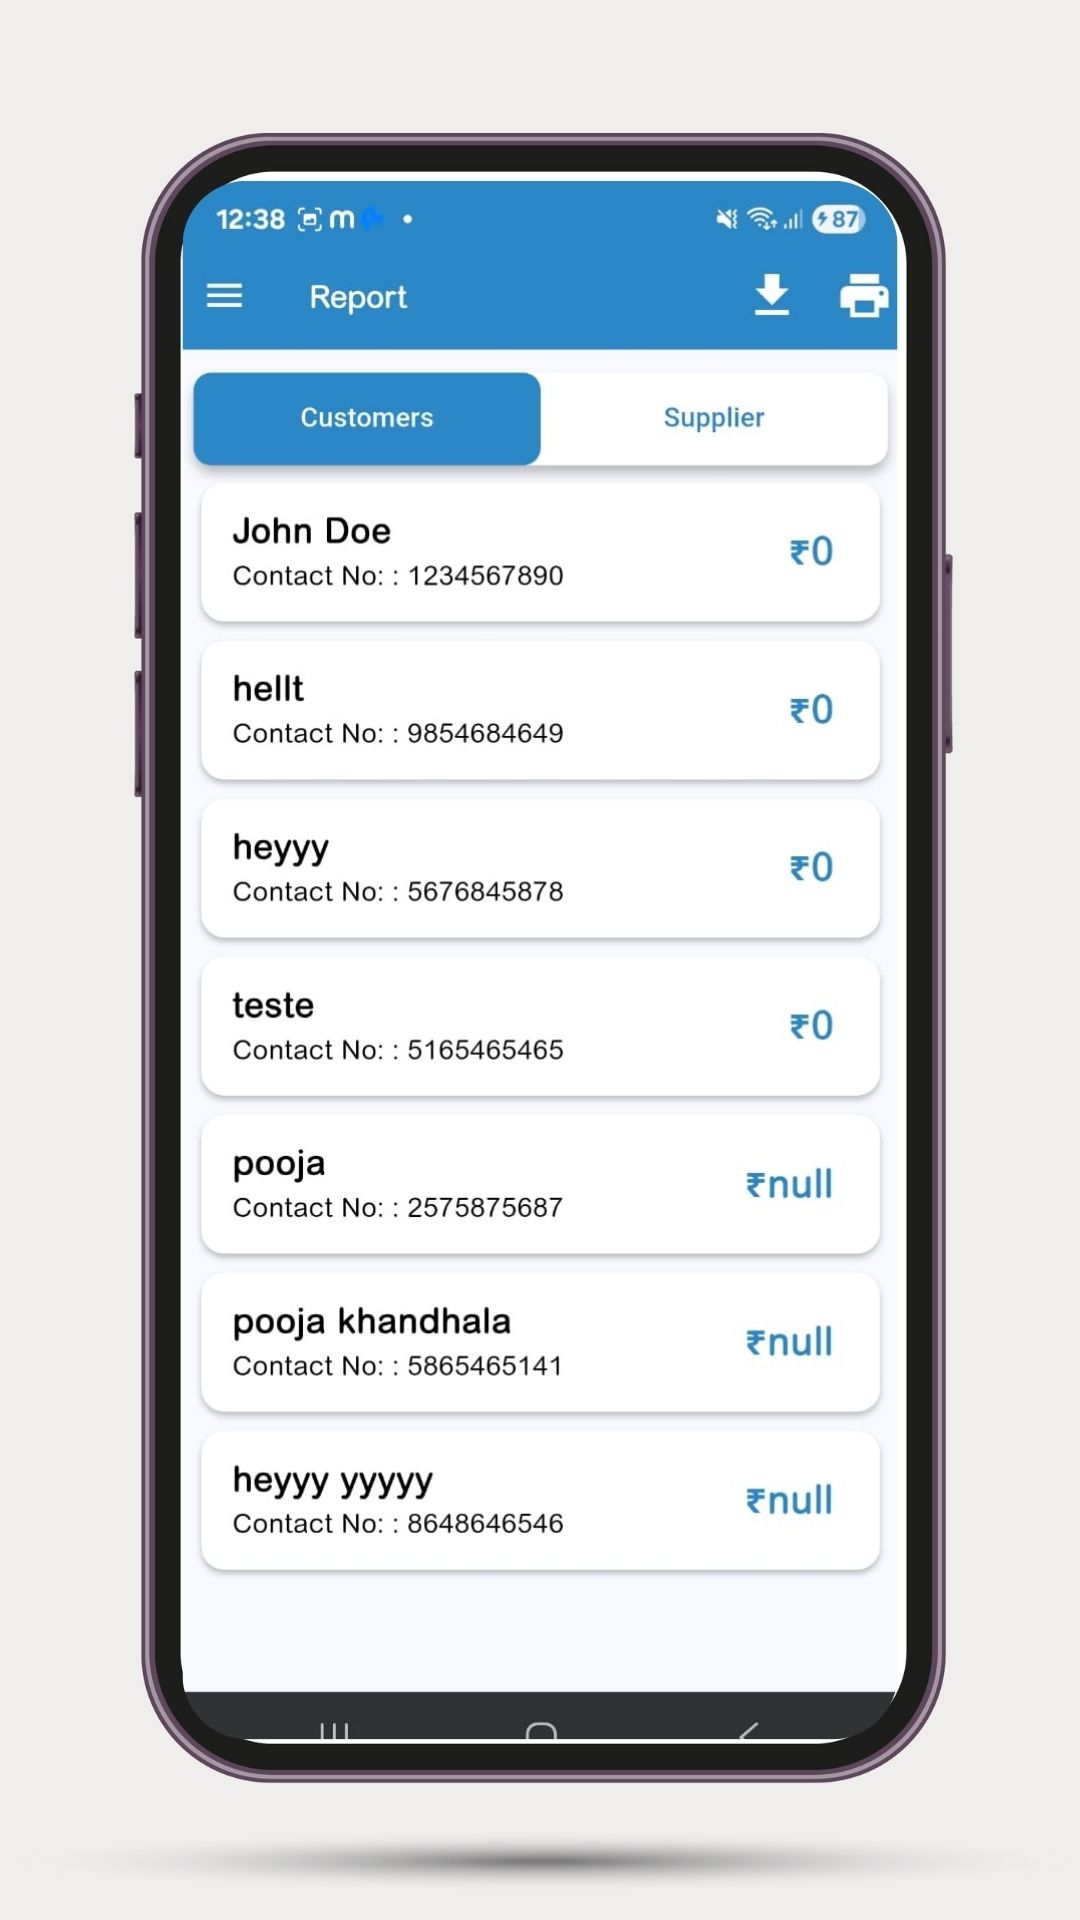 12:38 m 87
Report
Customers Supplier
John Doe
Contact No: : 1234567890
₹0
hellt
Contact No: : 9854684649
₹0
heyyy
Contact No: : 5676845878
₹0
teste
Contact No: : 5165465465
₹0
pooja
Contact No: : 2575875687
₹null
pooja khandhala
Contact No: : 5865465141
₹null
heyyy yyyyy
Contact No: : 8648646546
₹null